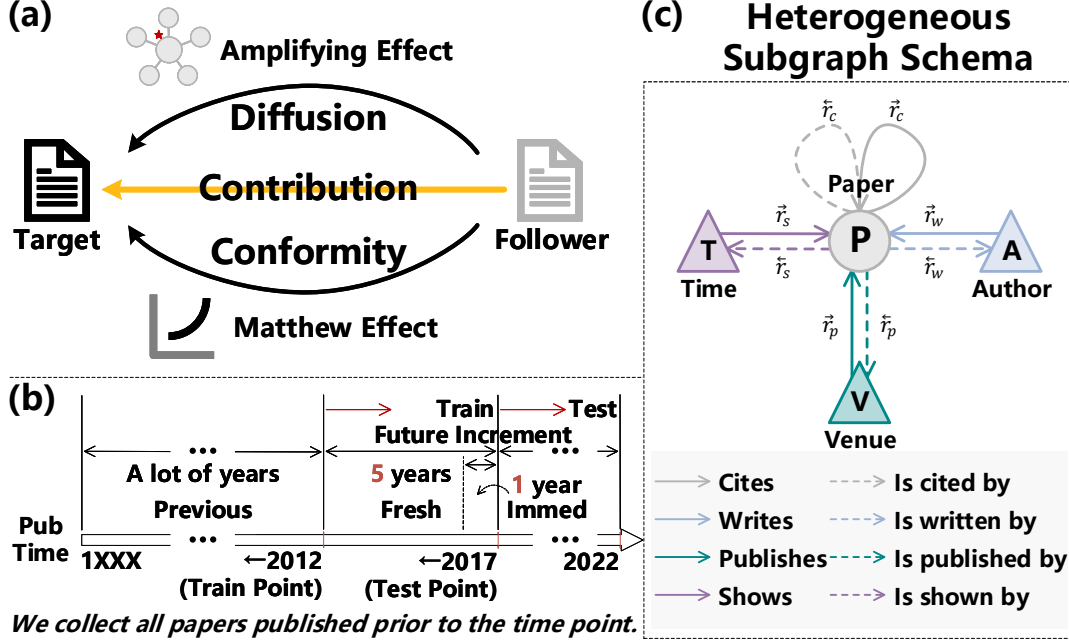 (a)
Amplifying Effect
Diffusion
Contribution
Conformity
Target
Follower
Matthew Effect
(b)
Train
Test
Future Increment
•••
•••
A lot of years
5 years
1 year
Previous
Fresh
Immed
Pub
Time
•••
•••
1XXX
←2012
←2017
2022
(Train Point)
(Test Point)
We collect all papers published prior to the time point.
(c)
Heterogeneous
Subgraph Schema
r⃖c
r⃗c
Paper
P
r⃗s
r⃖s
r⃗w
r⃖w
T
Time
A
Author
r⃗p
r⃖p
V
Venue
Cites
Is cited by
Writes
Is written by
Publishes
Is published by
Shows
Is shown by